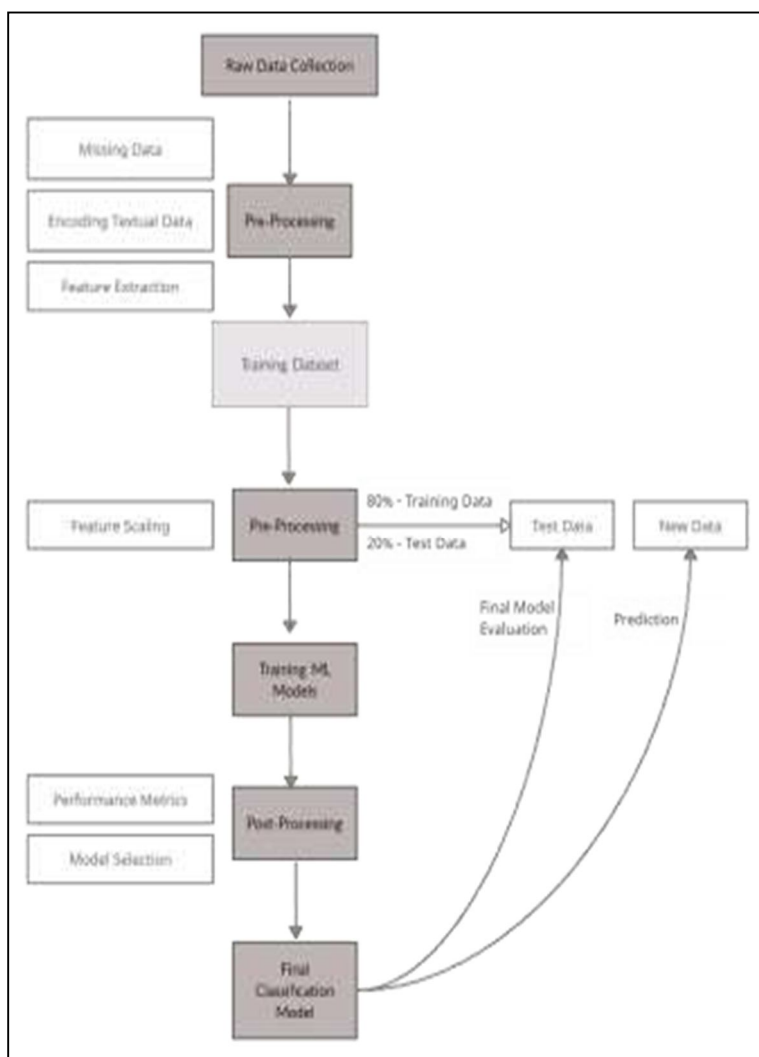 Raw Data Collection
Missing Data
Encoding Textual Data
Pre-Processing
Feature Extraction
Training Dataset
Feature Scaling
Pre-Processing
80% - Training Data
20% - Test Data
Test Data
New Data
Final Model
Evaluation
Prediction
Training ML
Models
Performance Metrics
Post-Processing
Model Selection
Final
Classification
Model